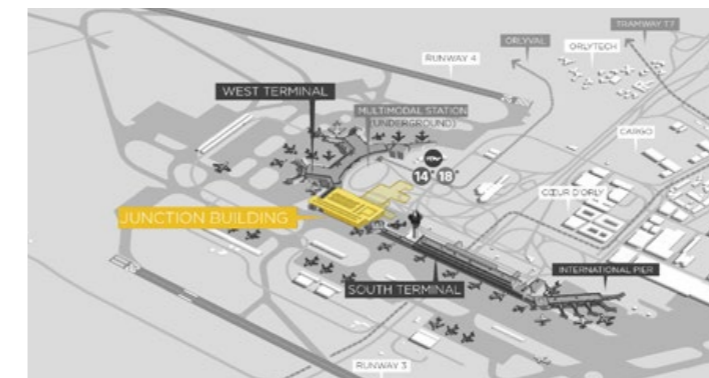 TRAMWAY T7
ORLYVAL
ORLYTECH
RUNWAY 4
WEST TERMINAL
MULTIMODAL STATION
(UNDERGROUND)
CARGO
14 18
CŒUR D'ORLY
JUNCTION BUILDING
INTERNATIONAL PIER
SOUTH TERMINAL
RUNWAY 3